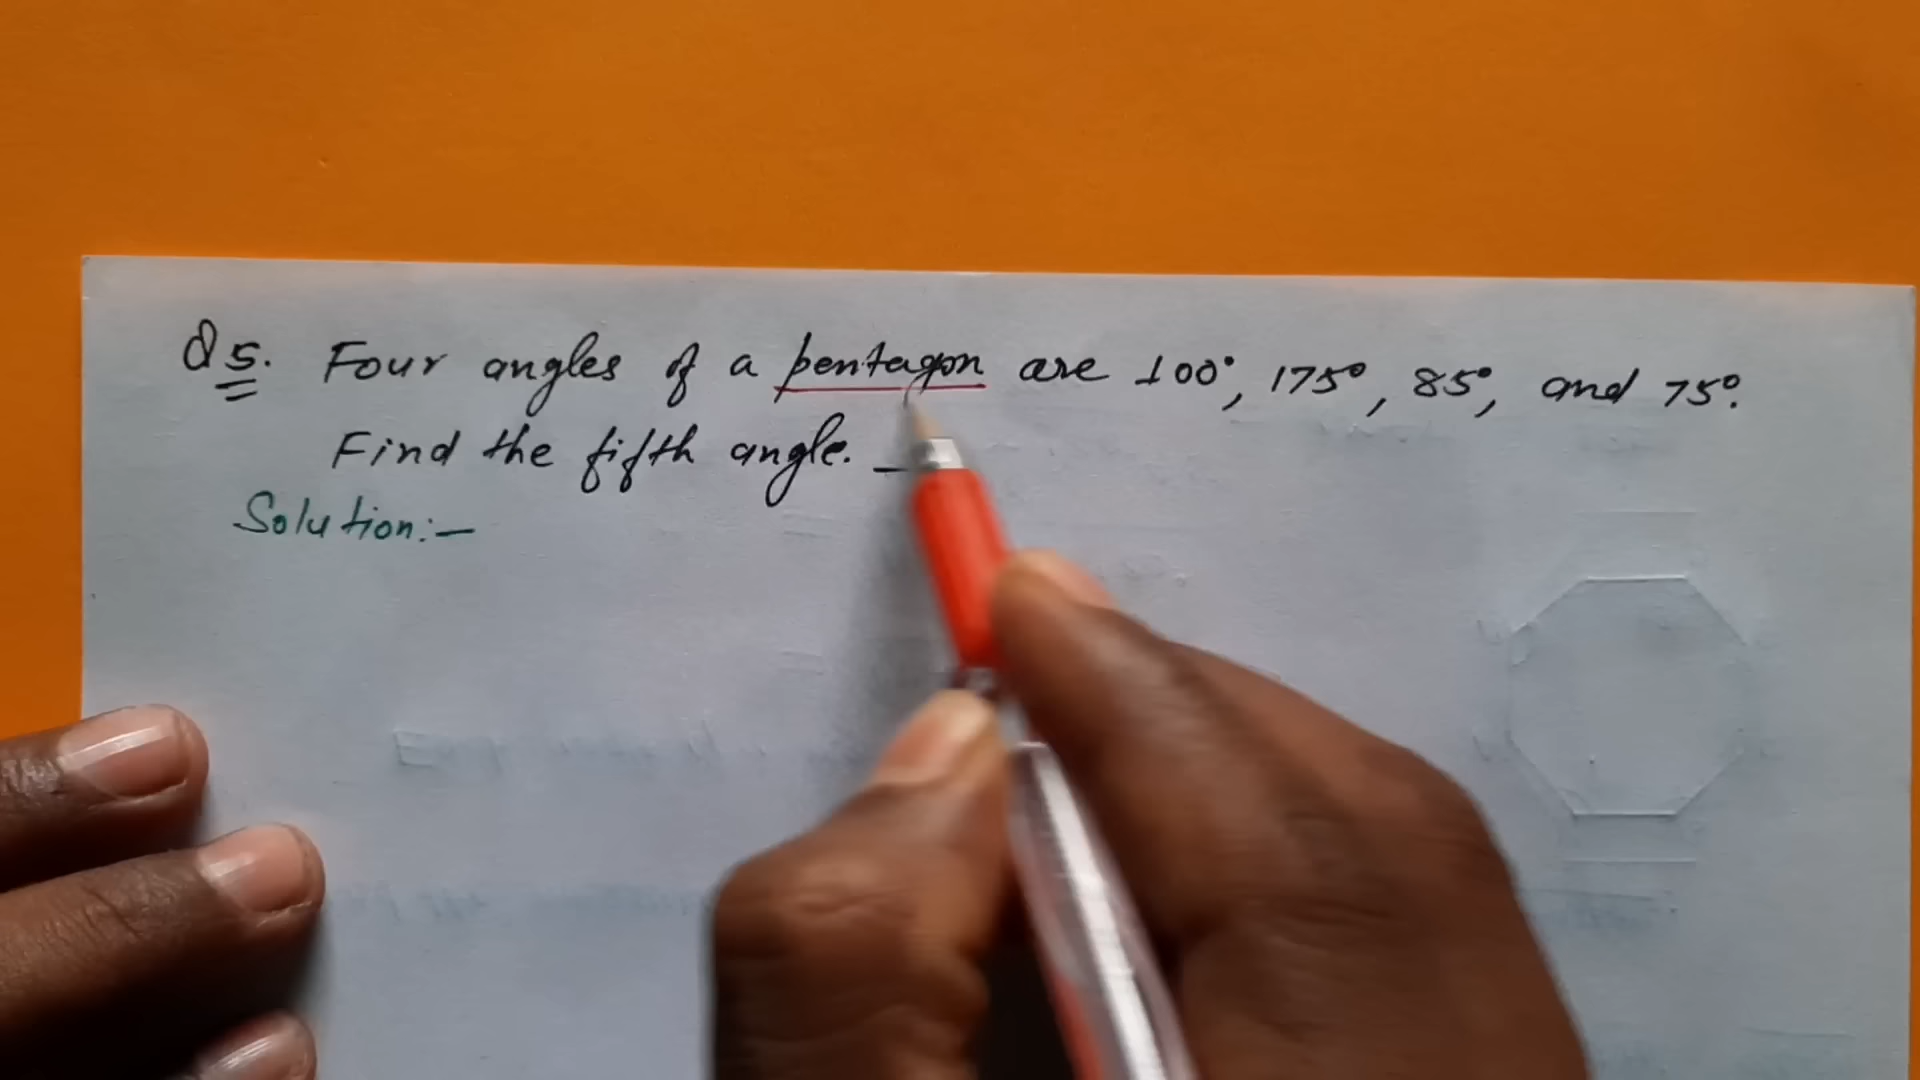 Q5. Four angles of a pentagon are 100°, 175°, 85°, and 75°.
Find the fifth angle. —
Solution:—